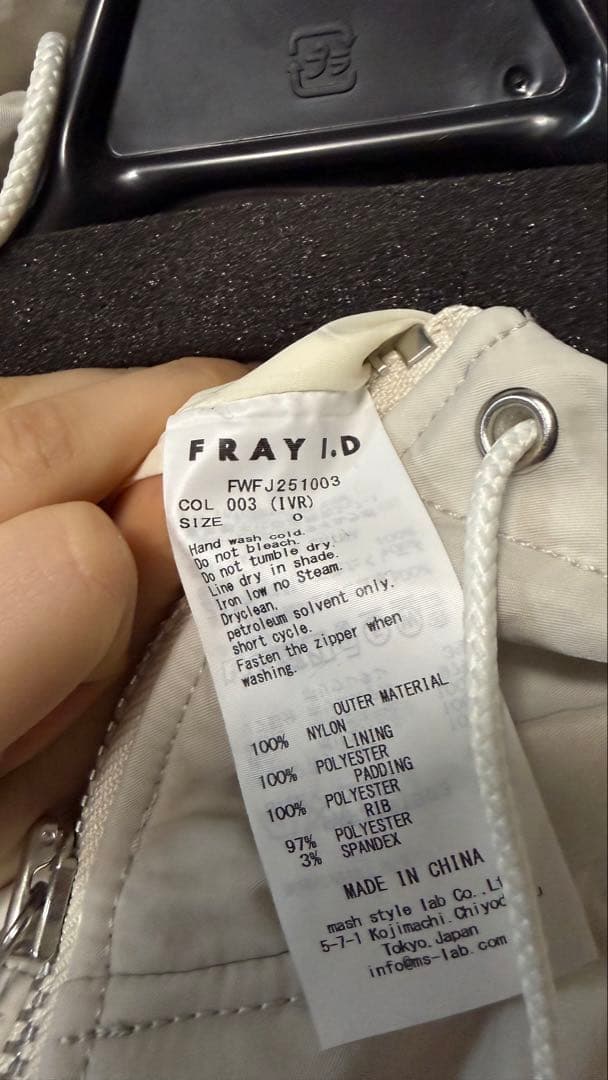 プラ
FRAY I.D
FWFJ251003
COL 003 (IVR)
SIZE 0
Hand wash cold.
Do not bleach.
Do not tumble dry.
Line dry in shade.
Iron low no Steam.
Dryclean,
petroleum solvent only.
short cycle.
Fasten the zipper when
washing.
OUTER MATERIAL
100% NYLON
LINING
100% POLYESTER
PADDING
100% POLYESTER
RIB
97% POLYESTER
3% SPANDEX
MADE IN CHINA
mash style lab Co.,
5-7-1 Kojimachi.
Tokyo. Japan
info@ms-lab.com